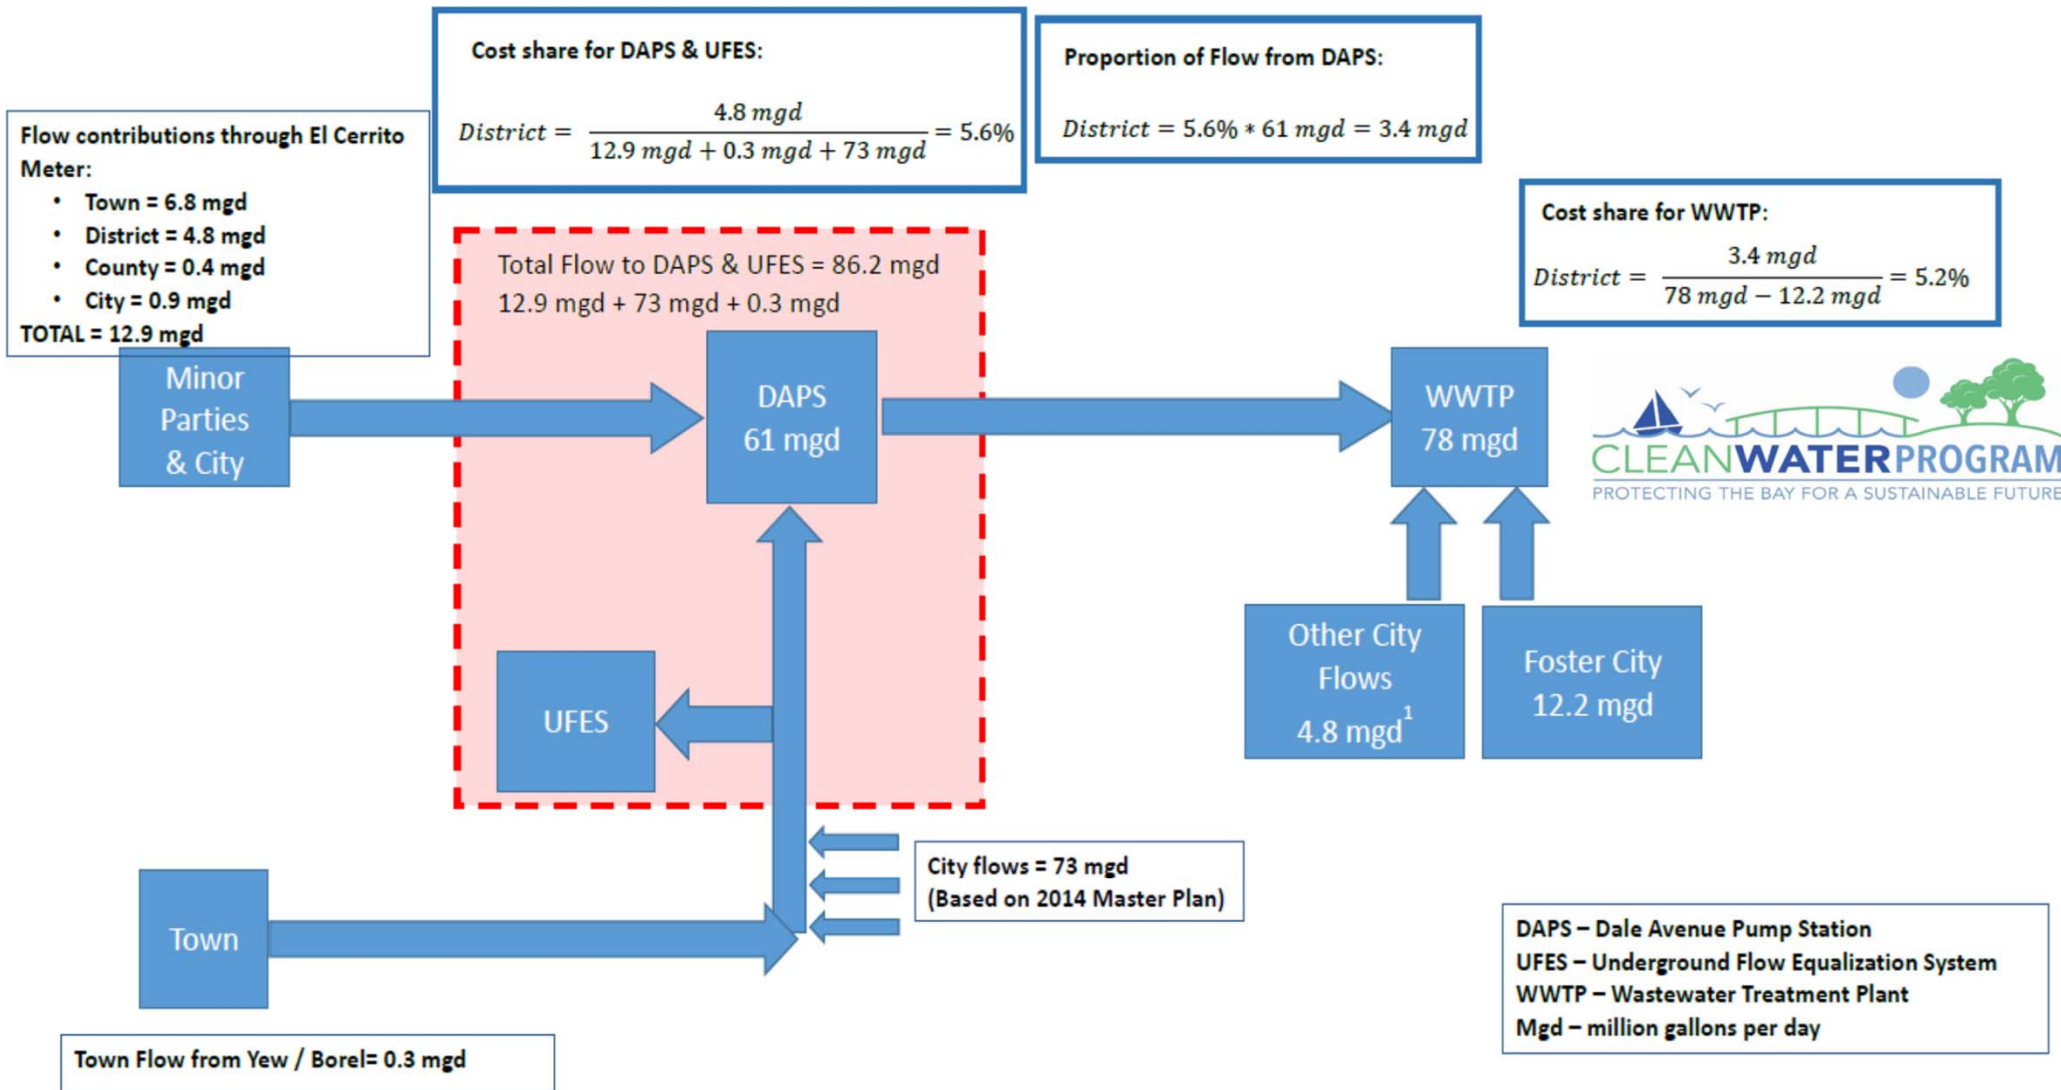 Cost share for DAPS & UFES:
District = 4.8 mgd / 12.9 mgd + 0.3 mgd + 73 mgd = 5.6%
Proportion of Flow from DAPS:
District = 5.6% * 61 mgd = 3.4 mgd
Flow contributions through El Cerrito
Meter:
• Town = 6.8 mgd
• District = 4.8 mgd
• County = 0.4 mgd
• City = 0.9 mgd
TOTAL = 12.9 mgd
Cost share for WWTP:
District = 3.4 mgd / 78 mgd − 12.2 mgd = 5.2%
Total Flow to DAPS & UFES = 86.2 mgd
12.9 mgd + 73 mgd + 0.3 mgd
Minor
Parties
& City
DAPS
61 mgd
WWTP
78 mgd
CLEANWATERPROGRAM
PROTECTING THE BAY FOR A SUSTAINABLE FUTURE
UFES
Other City
Flows
4.8 mgd¹
Foster City
12.2 mgd
City flows = 73 mgd
(Based on 2014 Master Plan)
Town
Town Flow from Yew / Borel= 0.3 mgd
DAPS – Dale Avenue Pump Station
UFES – Underground Flow Equalization System
WWTP – Wastewater Treatment Plant
Mgd – million gallons per day